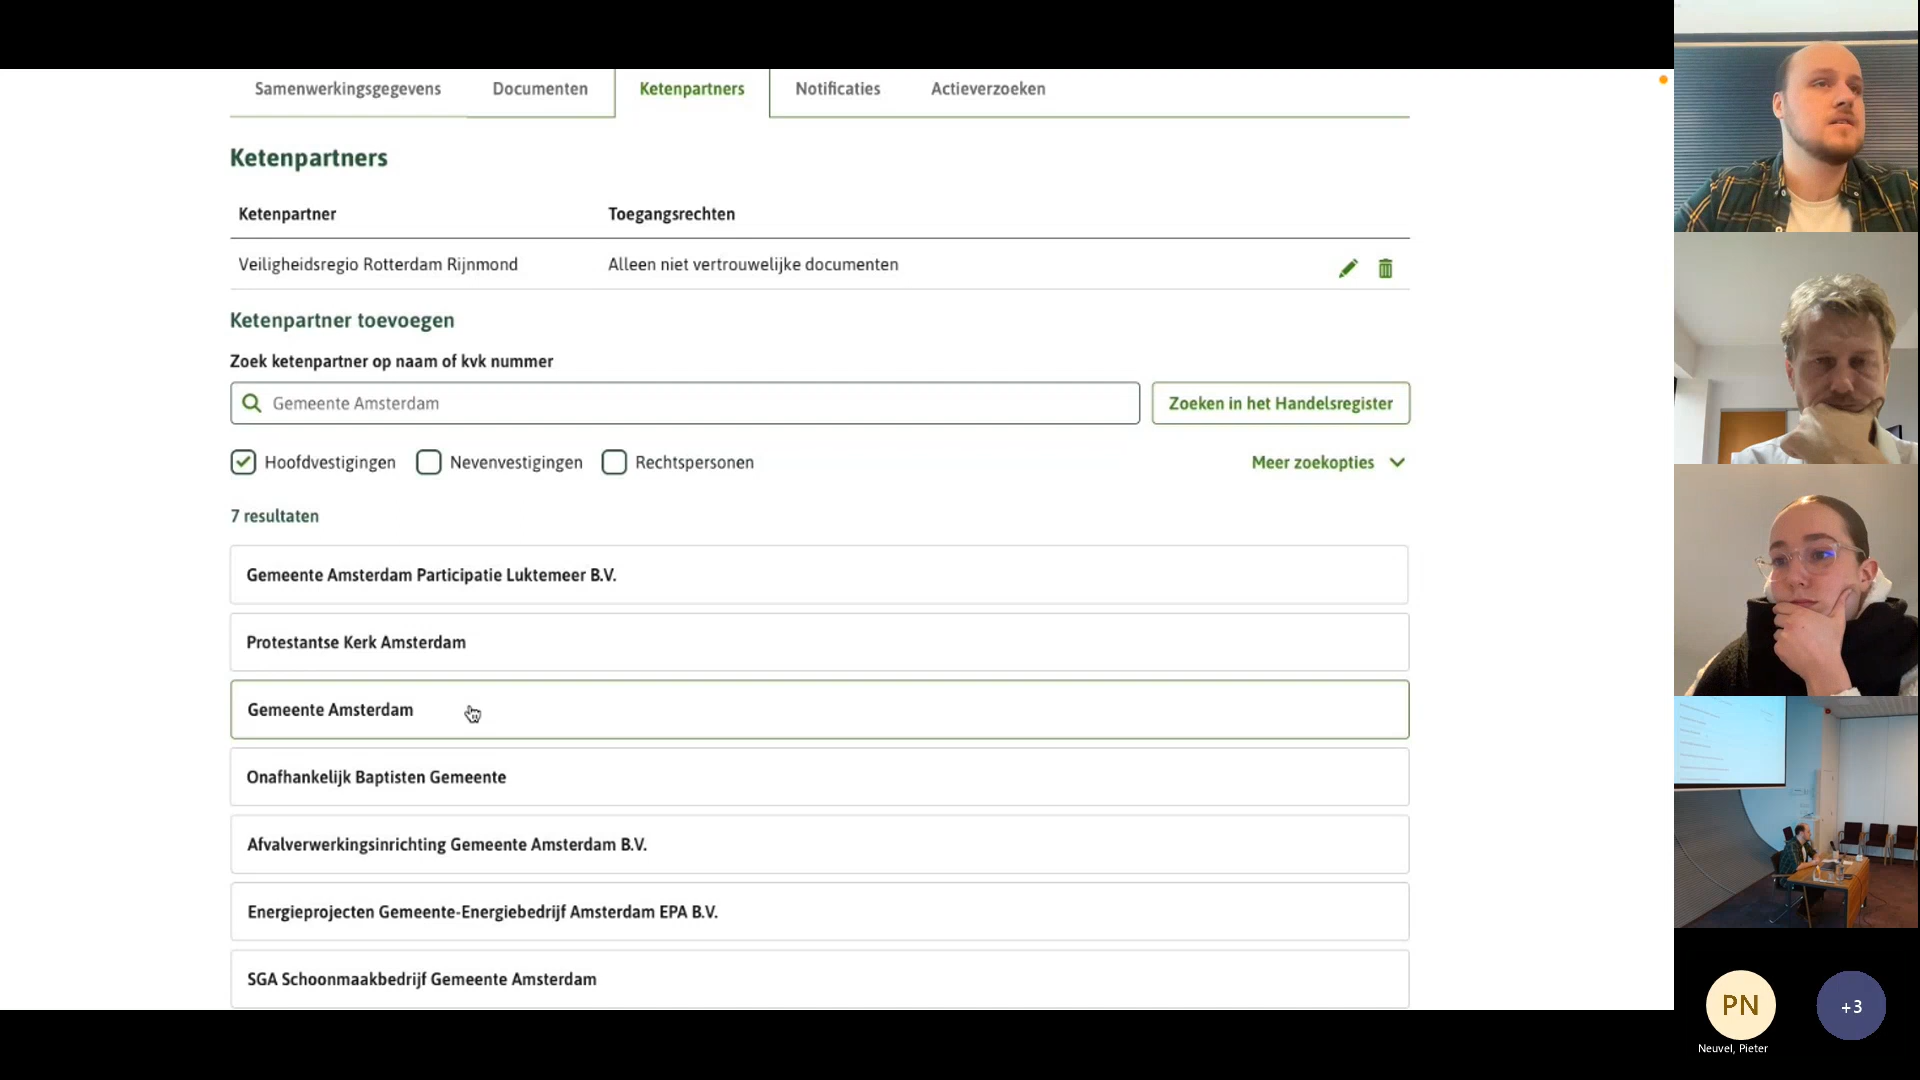 Samenwerkingsgegevens Documenten Ketenpartners Notificaties Actieverzoeken
Ketenpartners
Ketenpartner Toegangsrechten
Veiligheidsregio Rotterdam Rijnmond Alleen niet vertrouwelijke documenten
Ketenpartner toevoegen
Zoek ketenpartner op naam of kvk nummer
Gemeente Amsterdam Zoeken in het Handelsregister
Hoofdvestigingen Nevenvestigingen Rechtspersonen Meer zoekopties
7 resultaten
Gemeente Amsterdam Participatie Luktemeer B.V.
Protestantse Kerk Amsterdam
Gemeente Amsterdam
Onafhankelijk Baptisten Gemeente
Afvalverwerkingsinrichting Gemeente Amsterdam B.V.
Energieprojecten Gemeente-Energiebedrijf Amsterdam EPA B.V.
SGA Schoonmaakbedrijf Gemeente Amsterdam
PN
+3
Neuvel, Pieter